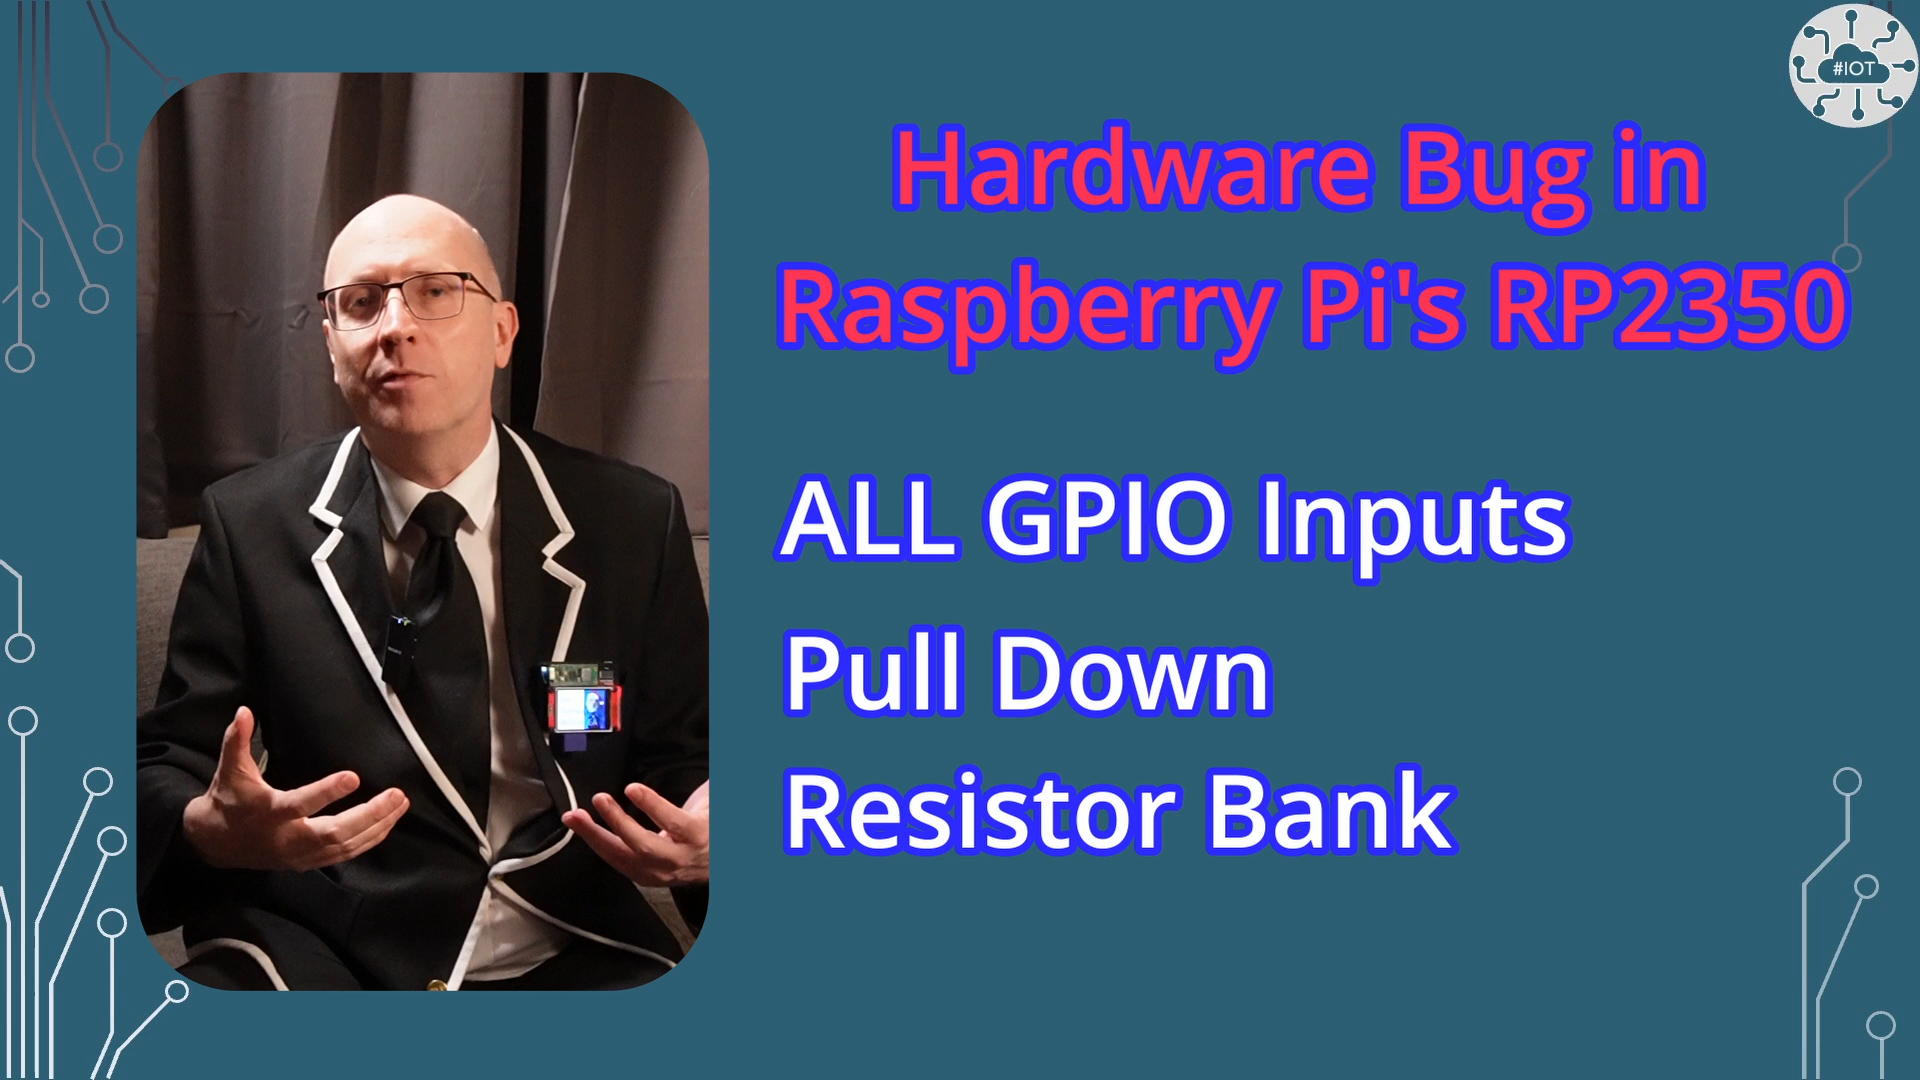 #IOT
Hardware Bug in
Raspberry Pi's RP2350
ALL GPIO Inputs
Pull Down
Resistor Bank